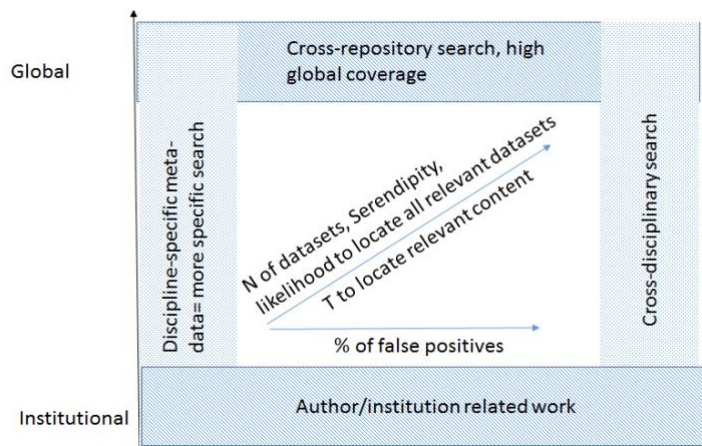 Global
Cross-repository search, high
global coverage
Discipline-specific meta-
data= more specific search
N of datasets, Serendipity,
likelihood to locate all relevant datasets
T to locate relevant content
% of false positives
Cross-disciplinary search
Institutional
Author/institution related work